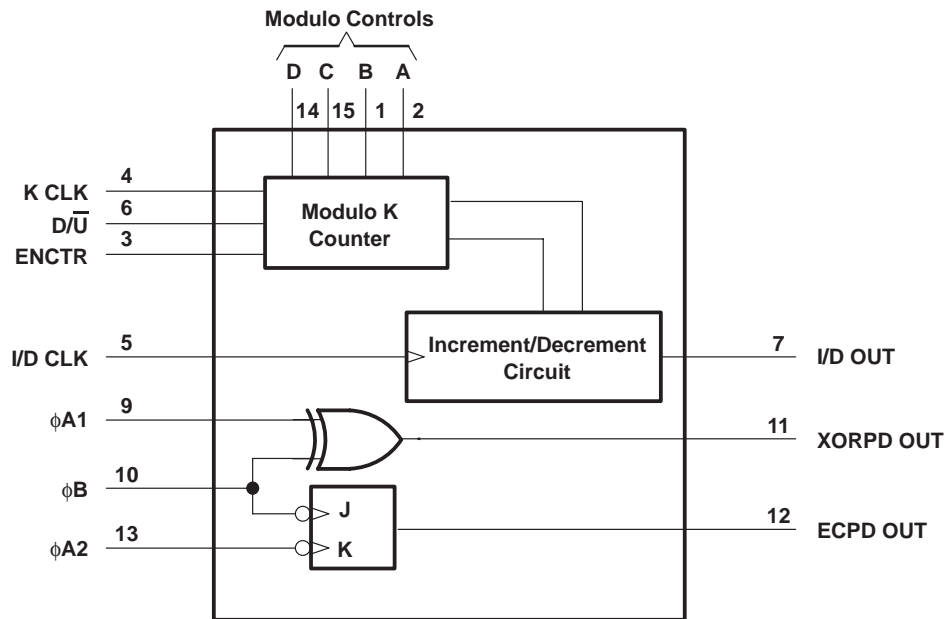 Modulo Controls
D C B A
14 15 1 2
K CLK 4
D/U̅ 6
ENCTR 3
Modulo K
Counter
I/D CLK 5
Increment/Decrement
Circuit
7 I/D OUT
ϕA1 9
11 XORPD OUT
ϕB 10
J
12 ECPD OUT
ϕA2 13
K